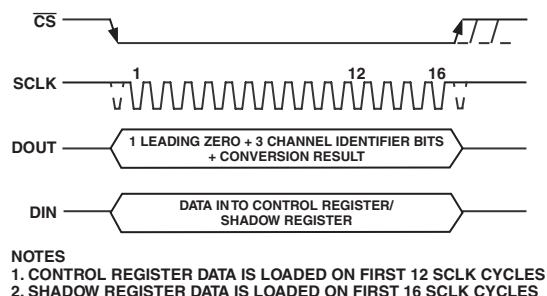 CS
SCLK
1 12 16
DOUT
1 LEADING ZERO + 3 CHANNEL IDENTIFIER BITS
+ CONVERSION RESULT
DIN
DATA INTO CONTROL REGISTER/
SHADOW REGISTER
NOTES
1. CONTROL REGISTER DATA IS LOADED ON FIRST 12 SCLK CYCLES
2. SHADOW REGISTER DATA IS LOADED ON FIRST 16 SCLK CYCLES